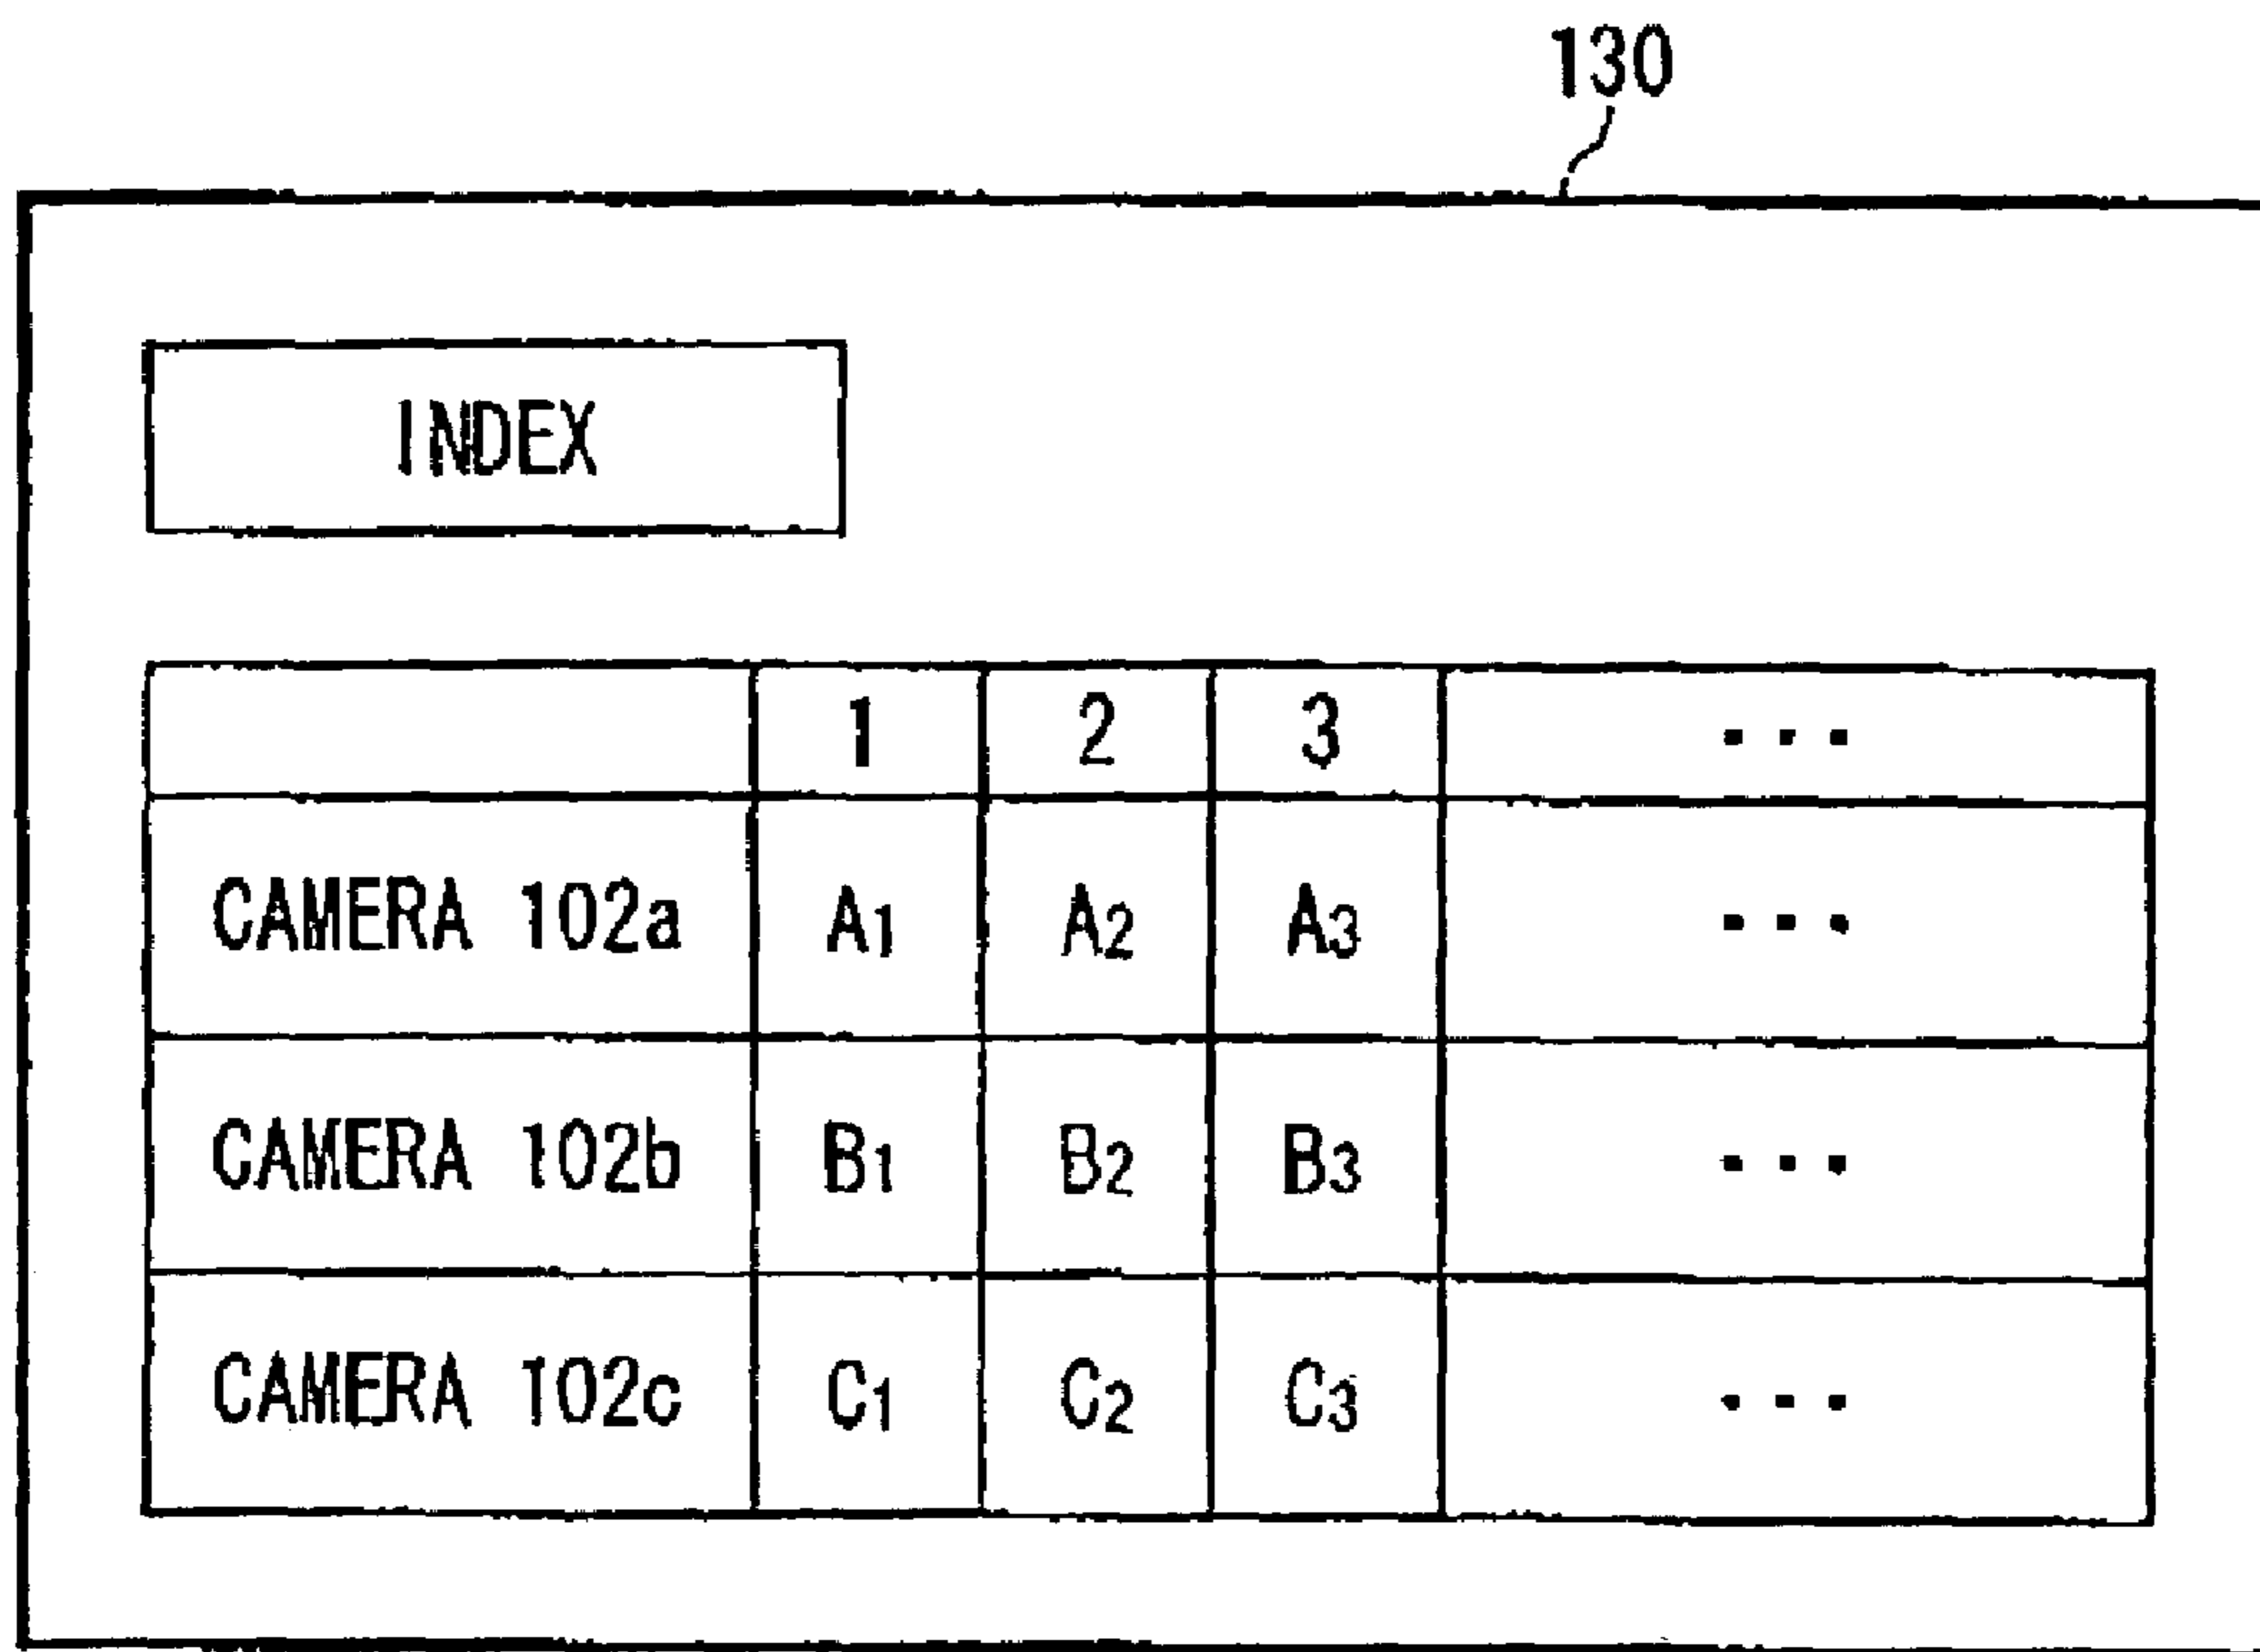 130
INDEX
1 2 3 ...
CAMERA 102a A1 A2 A3 ...
CAMERA 102b B1 B2 B3 ...
CAMERA 102c C1 C2 C3 ...